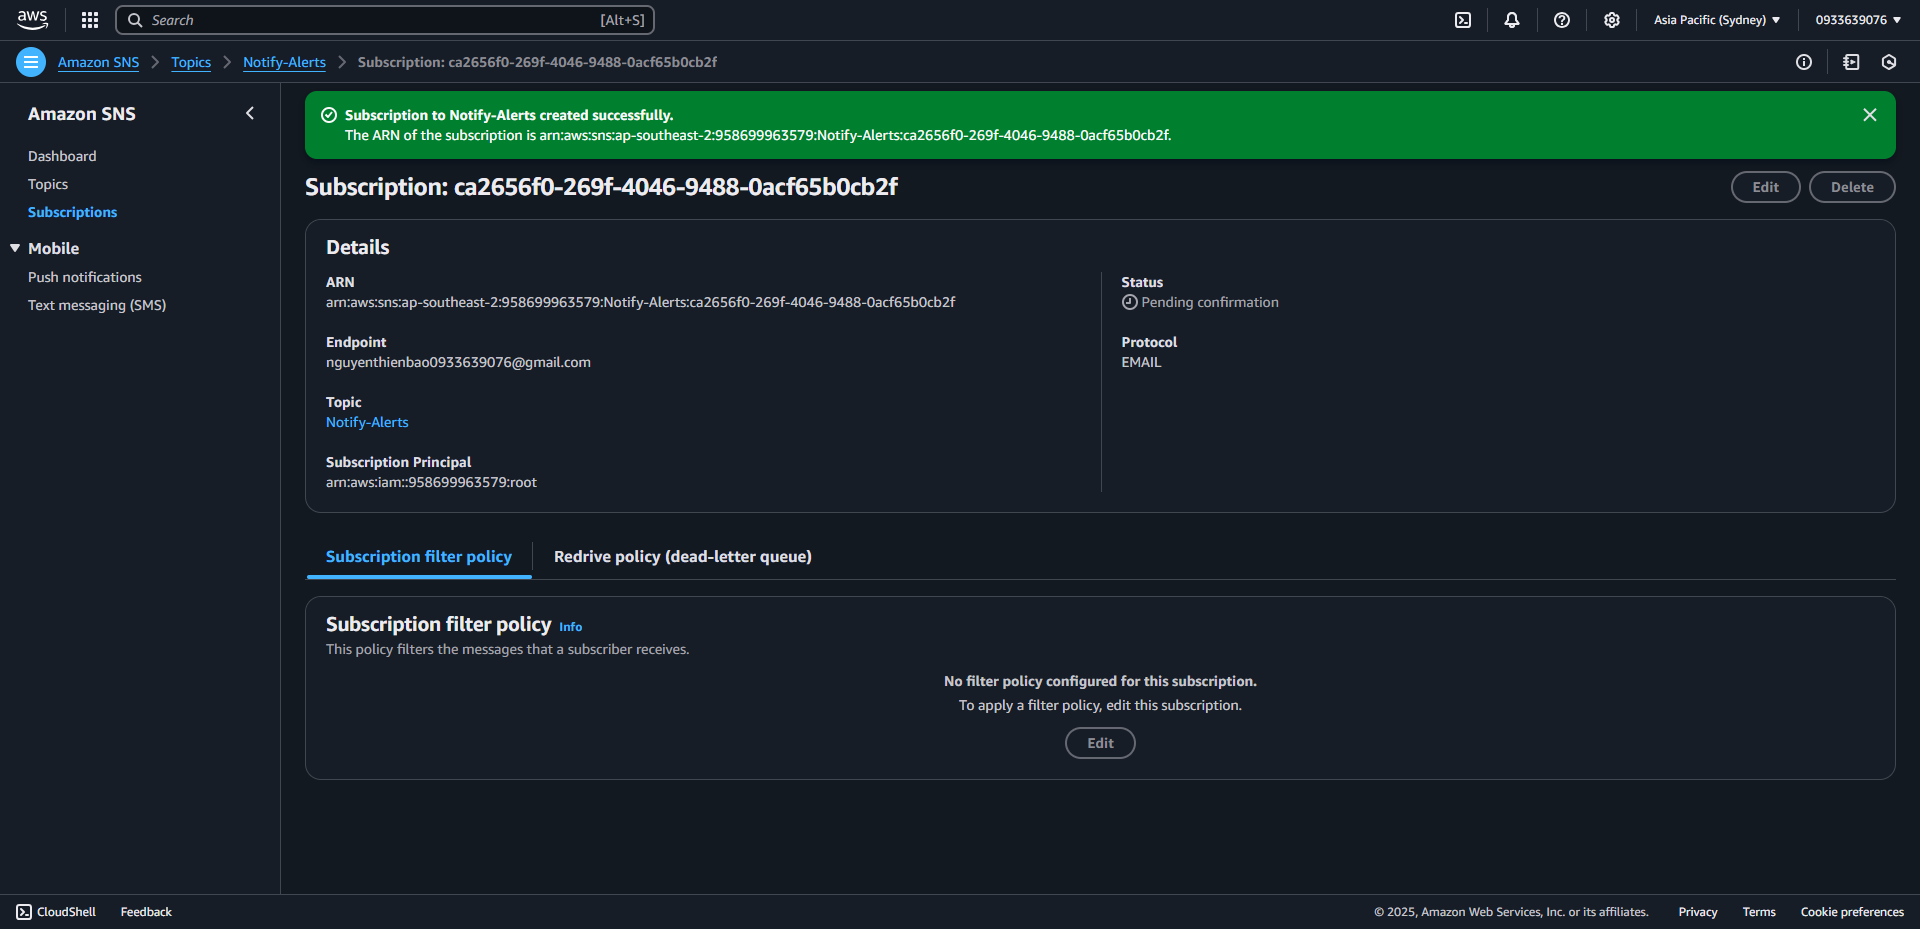 aws
Search [Alt+S]
Asia Pacific (Sydney)
0933639076
Amazon SNS
Topics
Notify-Alerts
Subscription: ca2656f0-269f-4046-9488-0acf65b0cb2f
Amazon SNS
Dashboard
Topics
Subscriptions
Mobile
Push notifications
Text messaging (SMS)
Subscription to Notify-Alerts created successfully.
The ARN of the subscription is arn:aws:sns:ap-southeast-2:958699963579:Notify-Alerts:ca2656f0-269f-4046-9488-0acf65b0cb2f.
Subscription: ca2656f0-269f-4046-9488-0acf65b0cb2f
Edit
Delete
Details
ARN
arn:aws:sns:ap-southeast-2:958699963579:Notify-Alerts:ca2656f0-269f-4046-9488-0acf65b0cb2f
Endpoint
nguyenthienbao0933639076@gmail.com
Topic
Notify-Alerts
Subscription Principal
arn:aws:iam::958699963579:root
Status
Pending confirmation
Protocol
EMAIL
Subscription filter policy
Redrive policy (dead-letter queue)
Subscription filter policy Info
This policy filters the messages that a subscriber receives.
No filter policy configured for this subscription.
To apply a filter policy, edit this subscription.
Edit
CloudShell
Feedback
© 2025, Amazon Web Services, Inc. or its affiliates.
Privacy
Terms
Cookie preferences